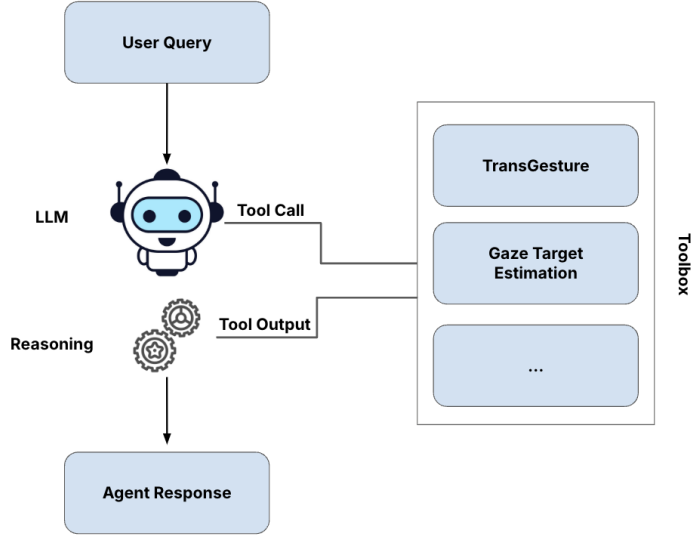 User Query
LLM
Tool Call
TransGesture
Gaze Target
Estimation
...
Toolbox
Reasoning
Tool Output
Agent Response